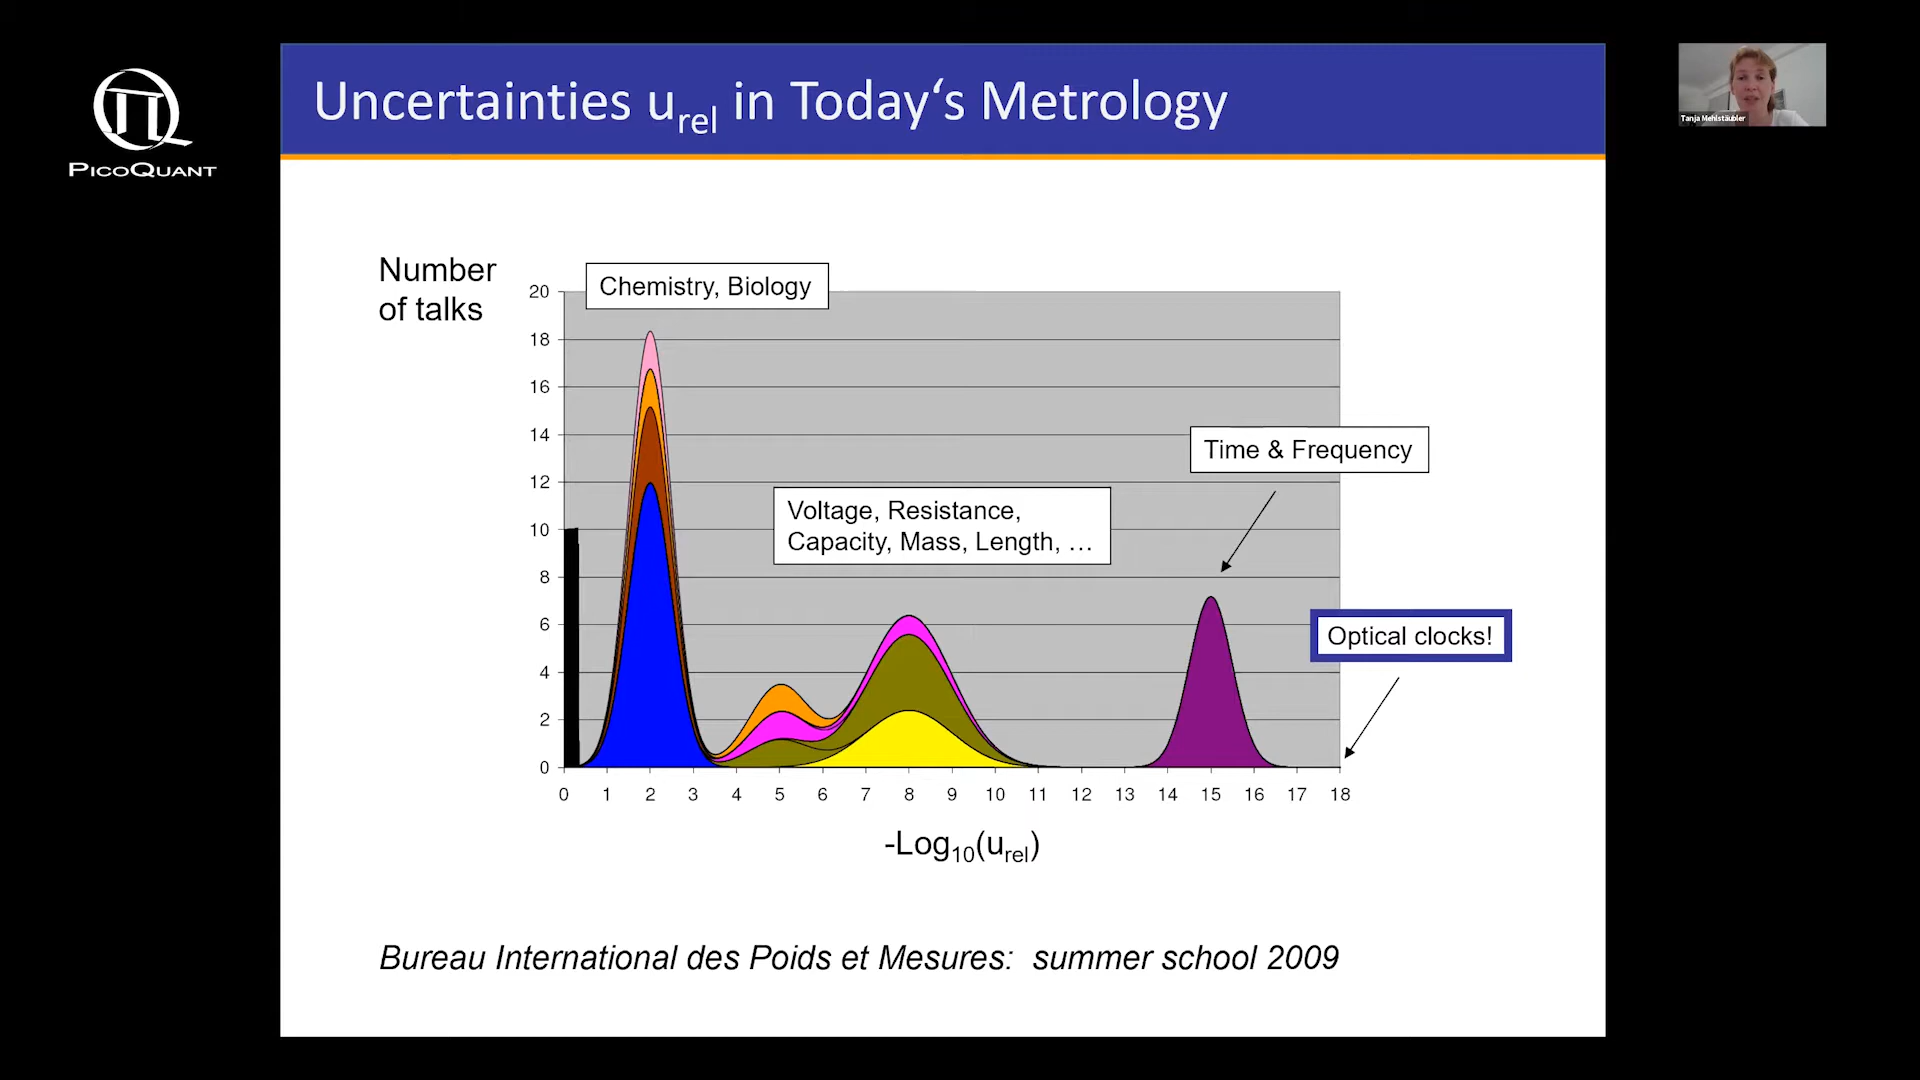 PICOQUANT
Uncertainties urel in Today‘s Metrology
Tanja Mehlstäubler
Number
of talks
Chemistry, Biology
Time & Frequency
Voltage, Resistance,
Capacity, Mass, Length, …
Optical clocks!
20
18
16
14
12
10
8
6
4
2
0
0 1 2 3 4 5 6 7 8 9 10 11 12 13 14 15 16 17 18
-Log10(urel)
Bureau International des Poids et Mesures: summer school 2009